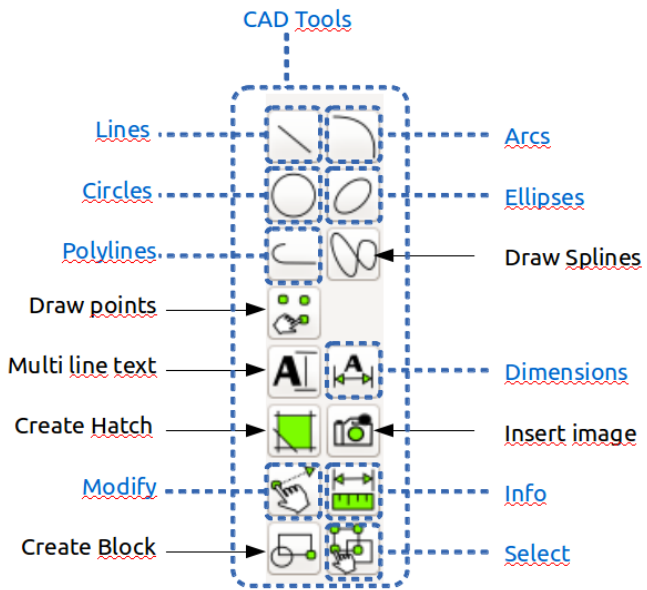 CAD Tools
Lines
Arcs
Circles
Ellipses
Polylines
Draw Splines
Draw points
Multi line text
Dimensions
Create Hatch
Insert image
Modify
Info
Create Block
Select
A
A